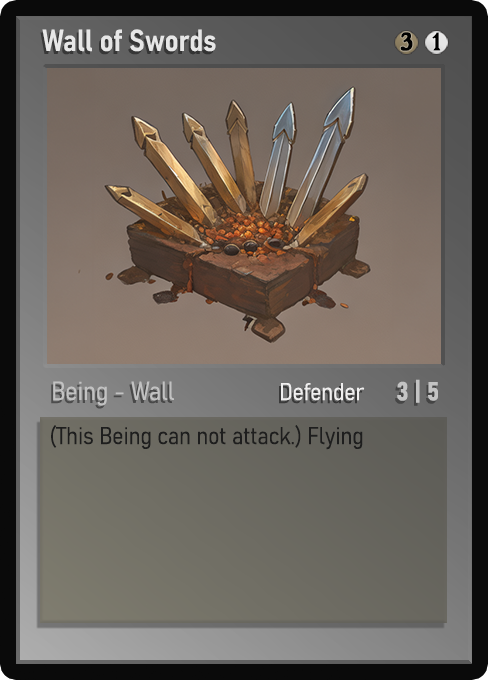 Wall of Swords 3 1
Being - Wall Defender 3 | 5
(This Being can not attack.) Flying